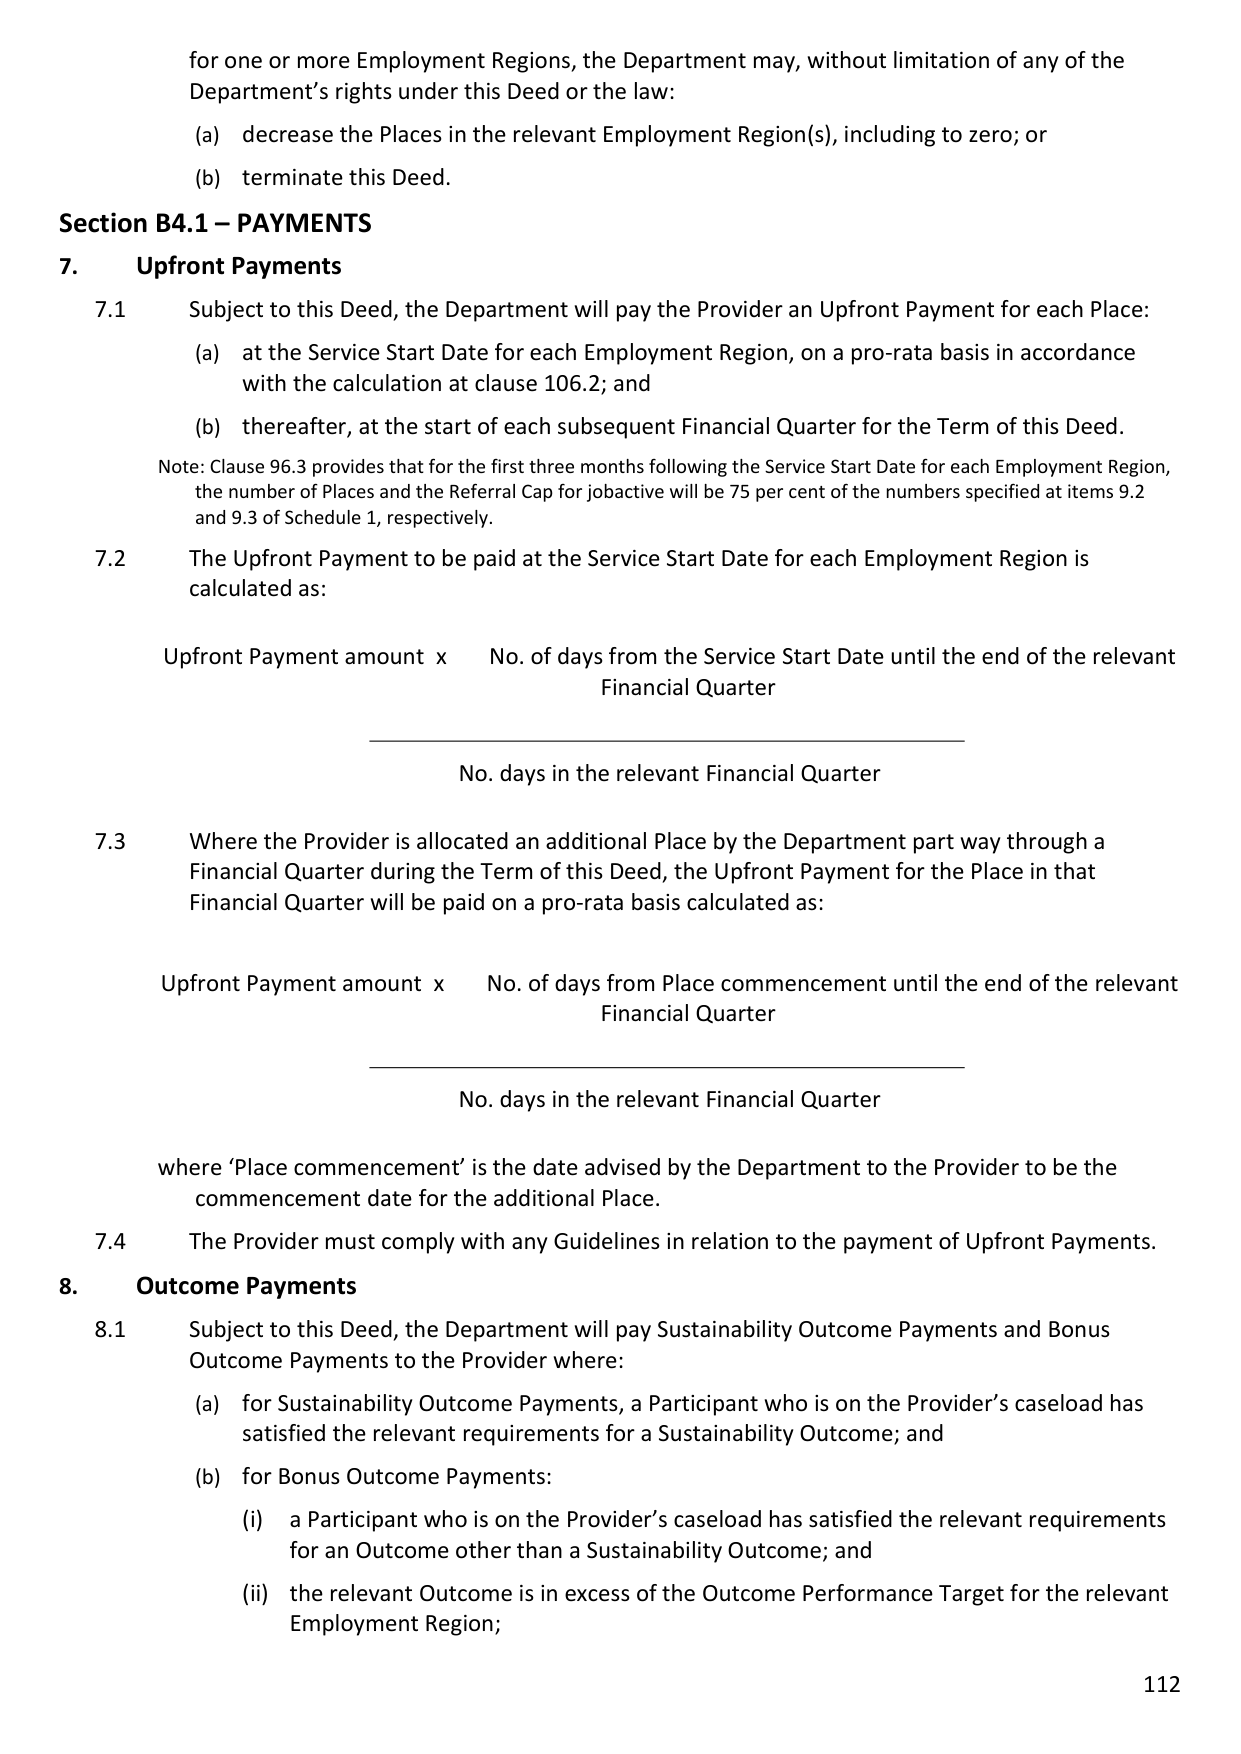 for one or more Employment Regions, the Department may, without limitation of any of the
Department’s rights under this Deed or the law:
(a) decrease the Places in the relevant Employment Region(s), including to zero; or
(b) terminate this Deed.
Section B4.1 – PAYMENTS
7. Upfront Payments
7.1 Subject to this Deed, the Department will pay the Provider an Upfront Payment for each Place:
(a) at the Service Start Date for each Employment Region, on a pro-rata basis in accordance
with the calculation at clause 106.2; and
(b) thereafter, at the start of each subsequent Financial Quarter for the Term of this Deed.
Note: Clause 96.3 provides that for the first three months following the Service Start Date for each Employment Region,
the number of Places and the Referral Cap for jobactive will be 75 per cent of the numbers specified at items 9.2
and 9.3 of Schedule 1, respectively.
7.2 The Upfront Payment to be paid at the Service Start Date for each Employment Region is
calculated as:
Upfront Payment amount x No. of days from the Service Start Date until the end of the relevant
Financial Quarter
No. days in the relevant Financial Quarter
7.3 Where the Provider is allocated an additional Place by the Department part way through a
Financial Quarter during the Term of this Deed, the Upfront Payment for the Place in that
Financial Quarter will be paid on a pro-rata basis calculated as:
Upfront Payment amount x No. of days from Place commencement until the end of the relevant
Financial Quarter
No. days in the relevant Financial Quarter
where ‘Place commencement’ is the date advised by the Department to the Provider to be the
commencement date for the additional Place.
7.4 The Provider must comply with any Guidelines in relation to the payment of Upfront Payments.
8. Outcome Payments
8.1 Subject to this Deed, the Department will pay Sustainability Outcome Payments and Bonus
Outcome Payments to the Provider where:
(a) for Sustainability Outcome Payments, a Participant who is on the Provider’s caseload has
satisfied the relevant requirements for a Sustainability Outcome; and
(b) for Bonus Outcome Payments:
(i) a Participant who is on the Provider’s caseload has satisfied the relevant requirements
for an Outcome other than a Sustainability Outcome; and
(ii) the relevant Outcome is in excess of the Outcome Performance Target for the relevant
Employment Region;
112